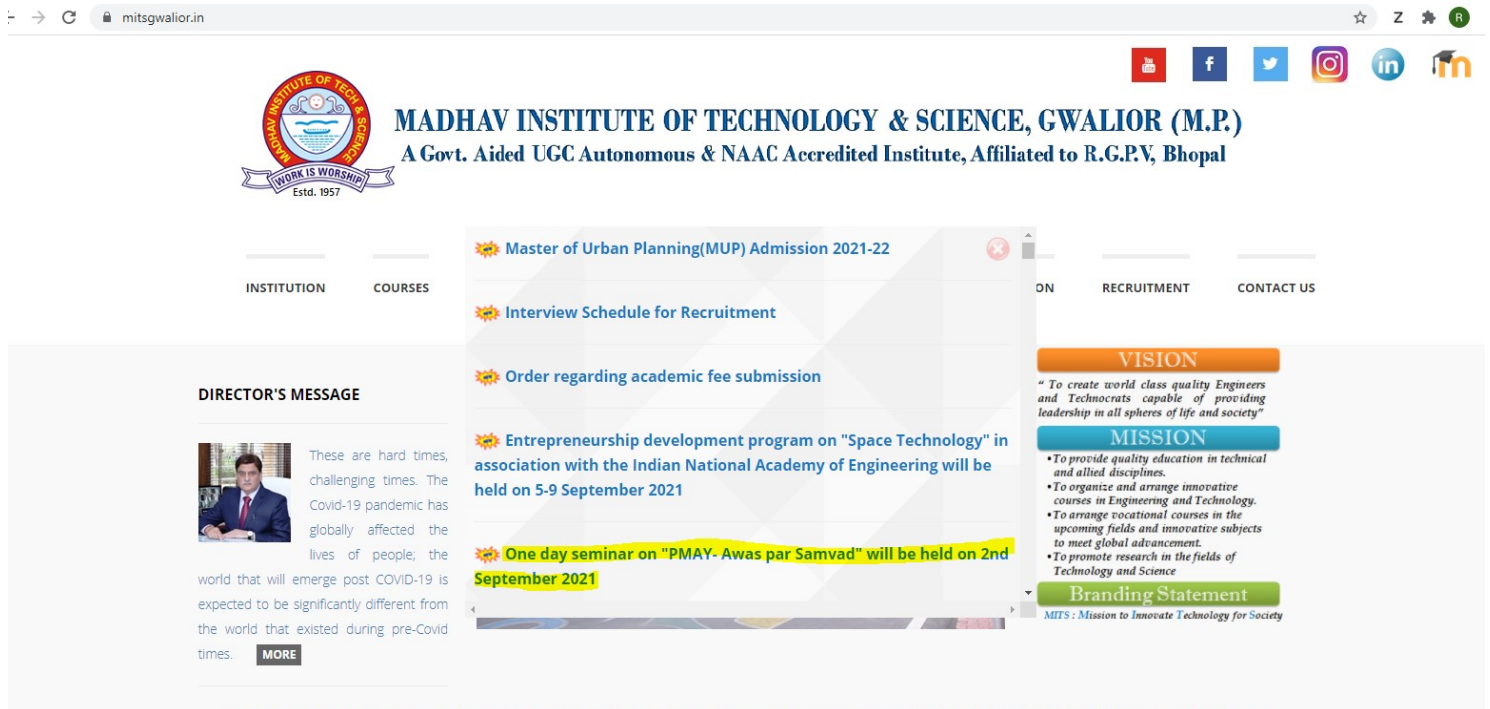 mitsgwalior.in
Z
R
You
Tube
f
in
m
MADHAV INSTITUTE OF TECH & SCIENCE
WORK IS WORSHIP
Estd. 1957
MADHAV INSTITUTE OF TECHNOLOGY & SCIENCE, GWALIOR (M.P.)
A Govt. Aided UGC Autonomous & NAAC Accredited Institute, Affiliated to R.G.P.V, Bhopal
INSTITUTION
COURSES
ON
RECRUITMENT
CONTACT US
Master of Urban Planning(MUP) Admission 2021-22
Interview Schedule for Recruitment
Order regarding academic fee submission
Entrepreneurship development program on "Space Technology" in
association with the Indian National Academy of Engineering will be
held on 5-9 September 2021
One day seminar on "PMAY- Awas par Samvad" will be held on 2nd
September 2021
DIRECTOR'S MESSAGE
These are hard times,
challenging times. The
Covid-19 pandemic has
globally affected the
lives of people; the
world that will emerge post COVID-19 is
expected to be significantly different from
the world that existed during pre-Covid
times.
MORE
VISION
“ To create world class quality Engineers
and Technocrats capable of providing
leadership in all spheres of life and society”
MISSION
•To provide quality education in technical
and allied disciplines.
•To organize and arrange innovative
courses in Engineering and Technology.
•To arrange vocational courses in the
upcoming fields and innovative subjects
to meet global advancement.
•To promote research in the fields of
Technology and Science
Branding Statement
MITS : Mission to Innovate Technology for Society